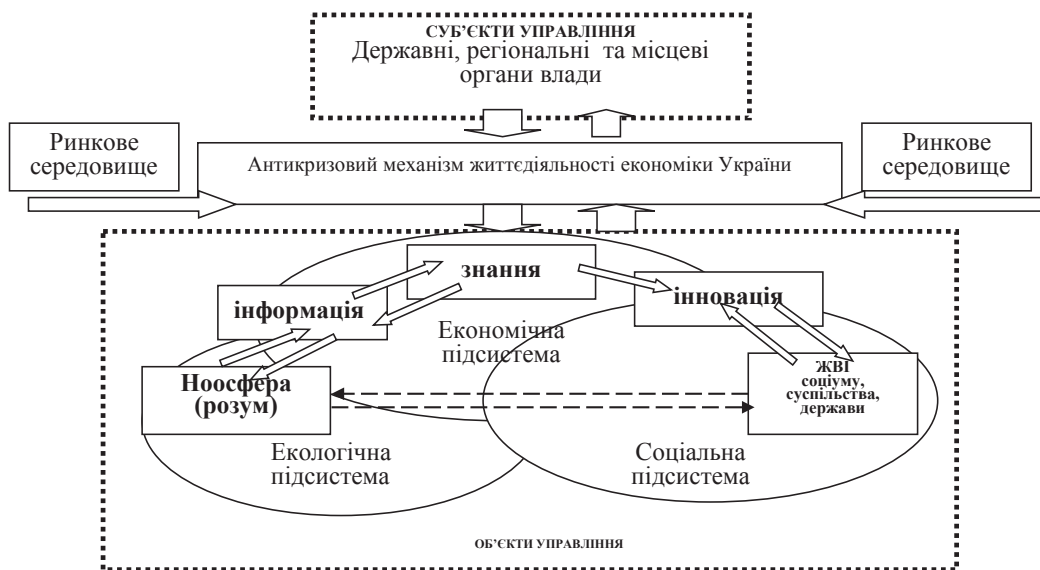 СУБ’ЄКТИ УПРАВЛІННЯ
Державні, регіональні та місцеві
органи влади
Ринкове
середовище
Антикризовий механізм життєдіяльності економіки України
Ринкове
середовище
знання
інформація
інновація
Економічна
підсистема
Ноосфера
(розум)
ЖВІ
соціуму,
суспільства,
держави
Екологічна
підсистема
Соціальна
підсистема
ОБ’ЄКТИ УПРАВЛІННЯ